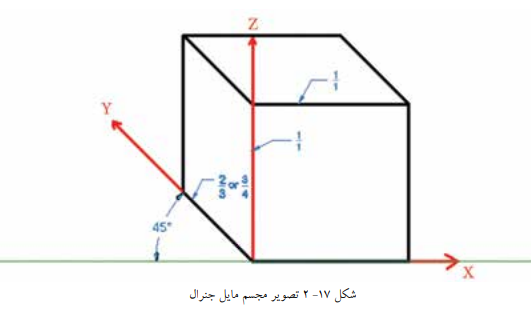 Z
1/1
Y
1/1
2/3 or 3/4
45°
X
شکل ۱۷- ۲ تصویر مجسم مایل جنرال